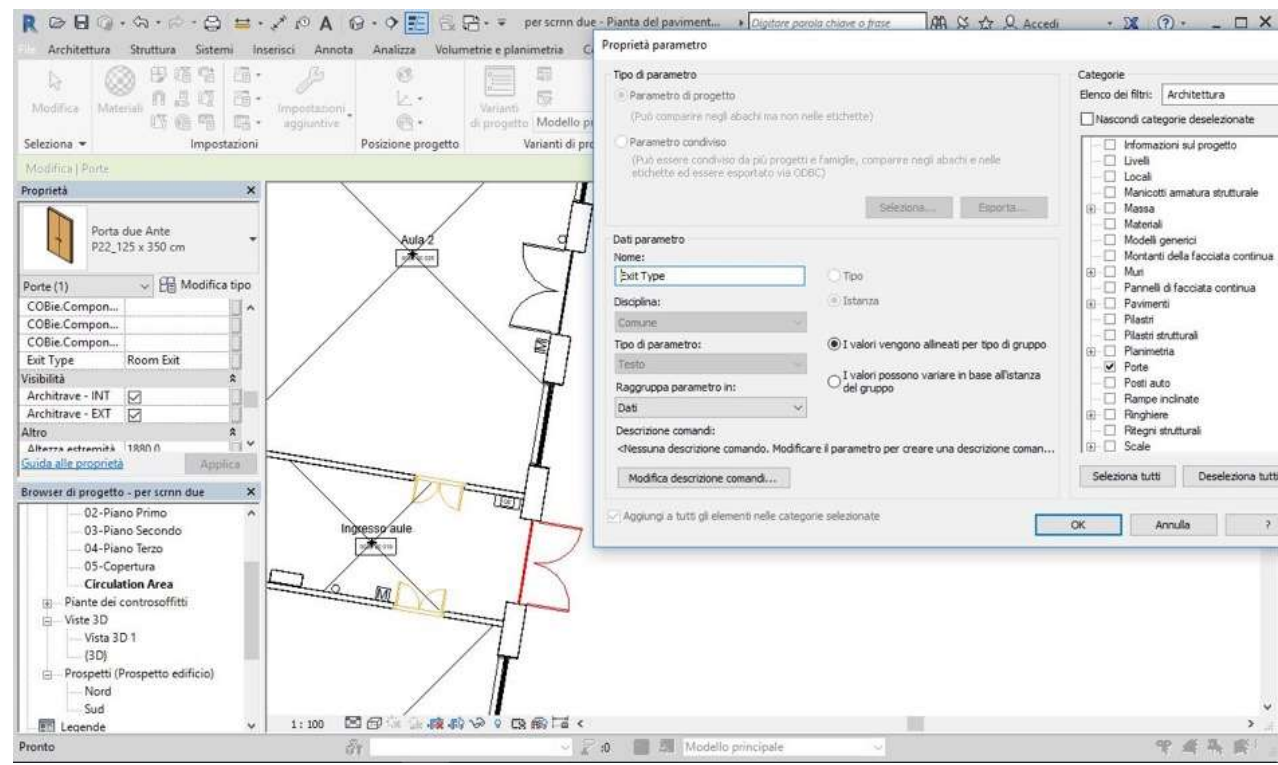 per scrnn due - Pianta del paviment...
Digitare parola chiave o frase
Accedi
File Architettura Struttura Sistemi Inserisci Annota Analizza Volumetrie e planimetria
Modifica
Materiali
Impostazioni aggiuntive
Varianti di progetto
Modello pr
Seleziona
Impostazioni
Posizione progetto
Varianti di pro
Modifica | Porte
Proprietà
Porta due Ante
P22_125 x 350 cm
Porte (1)
Modifica tipo
COBie.Compon...
COBie.Compon...
COBie.Compon...
Exit Type Room Exit
Visibilità
Architrave - INT
Architrave - EXT
Altro
Altezza estremità 1880.0
Guida alle proprietà
Applica
Browser di progetto - per scrnn due
02-Piano Primo
03-Piano Secondo
04-Piano Terzo
05-Copertura
Circulation Area
Piante dei controsoffitti
Viste 3D
Vista 3D 1
{3D}
Prospetti (Prospetto edificio)
Nord
Sud
Legende
Aula 2
Ingresso aule
M
M
1 : 100
Pronto
:0
Modello principale
Proprietà parametro
Tipo di parametro
Parametro di progetto
(Può comparire negli abachi ma non nelle etichette)
Parametro condiviso
(Può essere condiviso da più progetti e famiglie, comparire negli abachi e nelle
etichette ed essere esportato via ODBC)
Seleziona...
Esporta...
Dati parametro
Nome:
Exit Type
Tipo
Disciplina:
Istanza
Comune
Tipo di parametro:
I valori vengono allineati per tipo di gruppo
Testo
I valori possono variare in base all'istanza
del gruppo
Raggruppa parametro in:
Dati
Descrizione comandi:
<Nessuna descrizione comando. Modificare il parametro per creare una descrizione coman...
Modifica descrizione comandi...
Aggiungi a tutti gli elementi nelle categorie selezionate
Categorie
Elenco dei filtri: Architettura
Nascondi categorie deselezionate
Informazioni sul progetto
Livelli
Locali
Manicotti armatura strutturale
Massa
Materiali
Modelli generici
Montanti della facciata continua
Muri
Pannelli di facciata continua
Pavimenti
Pilastri
Pilastri strutturali
Planimetria
Porte
Posti auto
Rampe inclinate
Ringhiere
Ritegni strutturali
Scale
Seleziona tutti
Deseleziona tutti
OK
Annulla
?